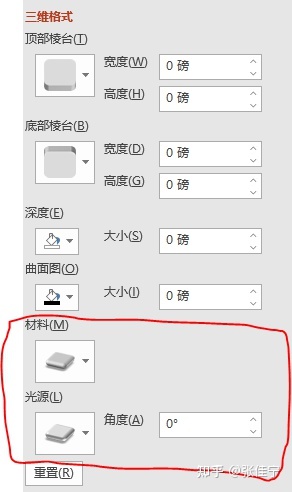 三维格式
顶部棱台(T)
宽度(W) 0 磅
高度(H) 0 磅
底部棱台(B)
宽度(D) 0 磅
高度(G) 0 磅
深度(E)
大小(S) 0 磅
曲面图(O)
大小(I) 0 磅
材料(M)
光源(L)
角度(A) 0°
重置(R)
知乎 @张佳宁